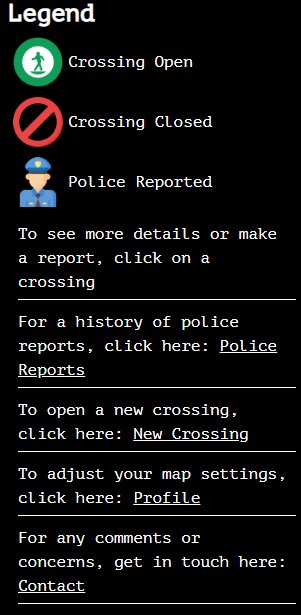 Legend
Crossing Open
Crossing Closed
Police Reported
To see more details or make
a report, click on a
crossing
For a history of police
reports, click here: Police
Reports
To open a new crossing,
click here: New Crossing
To adjust your map settings,
click here: Profile
For any comments or
concerns, get in touch here:
Contact